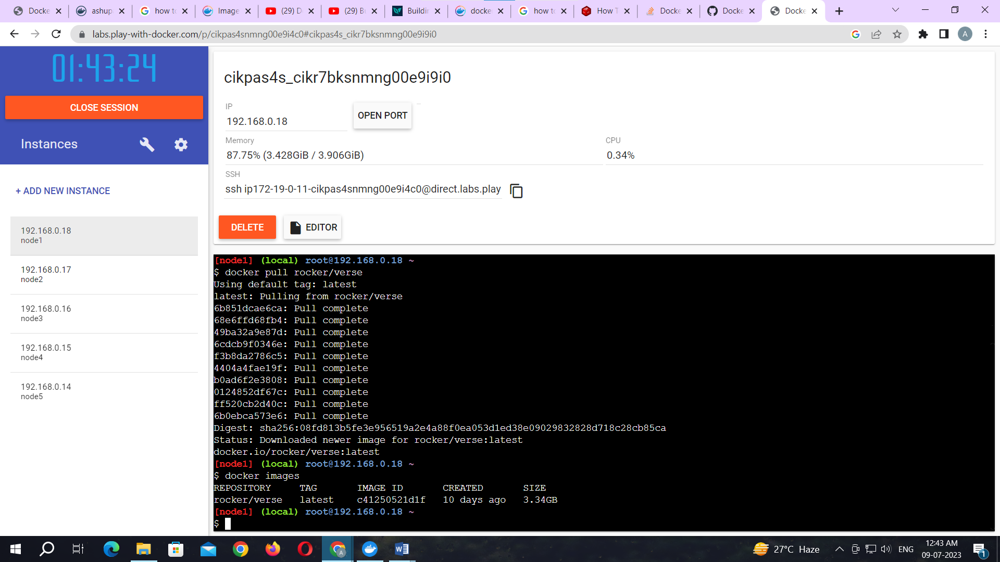 Docke
ashup
how to
Image
(29) D
(29) Bu
Buildin
docker
how to
How T
Docke
Docke
Docke
labs.play-with-docker.com/p/cikpas4snmng00e9i4c0#cikpas4s_cikr7bksnmng00e9i9i0
A
01:43:24
CLOSE SESSION
Instances
+ ADD NEW INSTANCE
192.168.0.18
node1
192.168.0.17
node2
192.168.0.16
node3
192.168.0.15
node4
192.168.0.14
node5
cikpas4s_cikr7bksnmng00e9i9i0
IP
192.168.0.18
OPEN PORT
Memory
87.75% (3.428GiB / 3.906GiB)
CPU
0.34%
SSH
ssh ip172-19-0-11-cikpas4snmng00e9i4c0@direct.labs.play
DELETE
EDITOR
[node1] (local) root@192.168.0.18 ~
$ docker pull rocker/verse
Using default tag: latest
latest: Pulling from rocker/verse
6b851dcae6ca: Pull complete
68e6ffd68fb4: Pull complete
49ba32a9e87d: Pull complete
6cdcb9f0346e: Pull complete
f3b8da2786c5: Pull complete
4404a4fae19f: Pull complete
b0ad6f2e3808: Pull complete
0124852df67c: Pull complete
ff520cb2d40c: Pull complete
6b0ebca573e6: Pull complete
Digest: sha256:08fd813b5fe3e956519a2e4a88f0ea053d1ed38e09029832828d718c28cb85ca
Status: Downloaded newer image for rocker/verse:latest
docker.io/rocker/verse:latest
[node1] (local) root@192.168.0.18 ~
$ docker images
REPOSITORY TAG IMAGE ID CREATED SIZE
rocker/verse latest c41250521d1f 10 days ago 3.34GB
[node1] (local) root@192.168.0.18 ~
$
27°C Haze
ENG
12:43 AM
09-07-2023
1